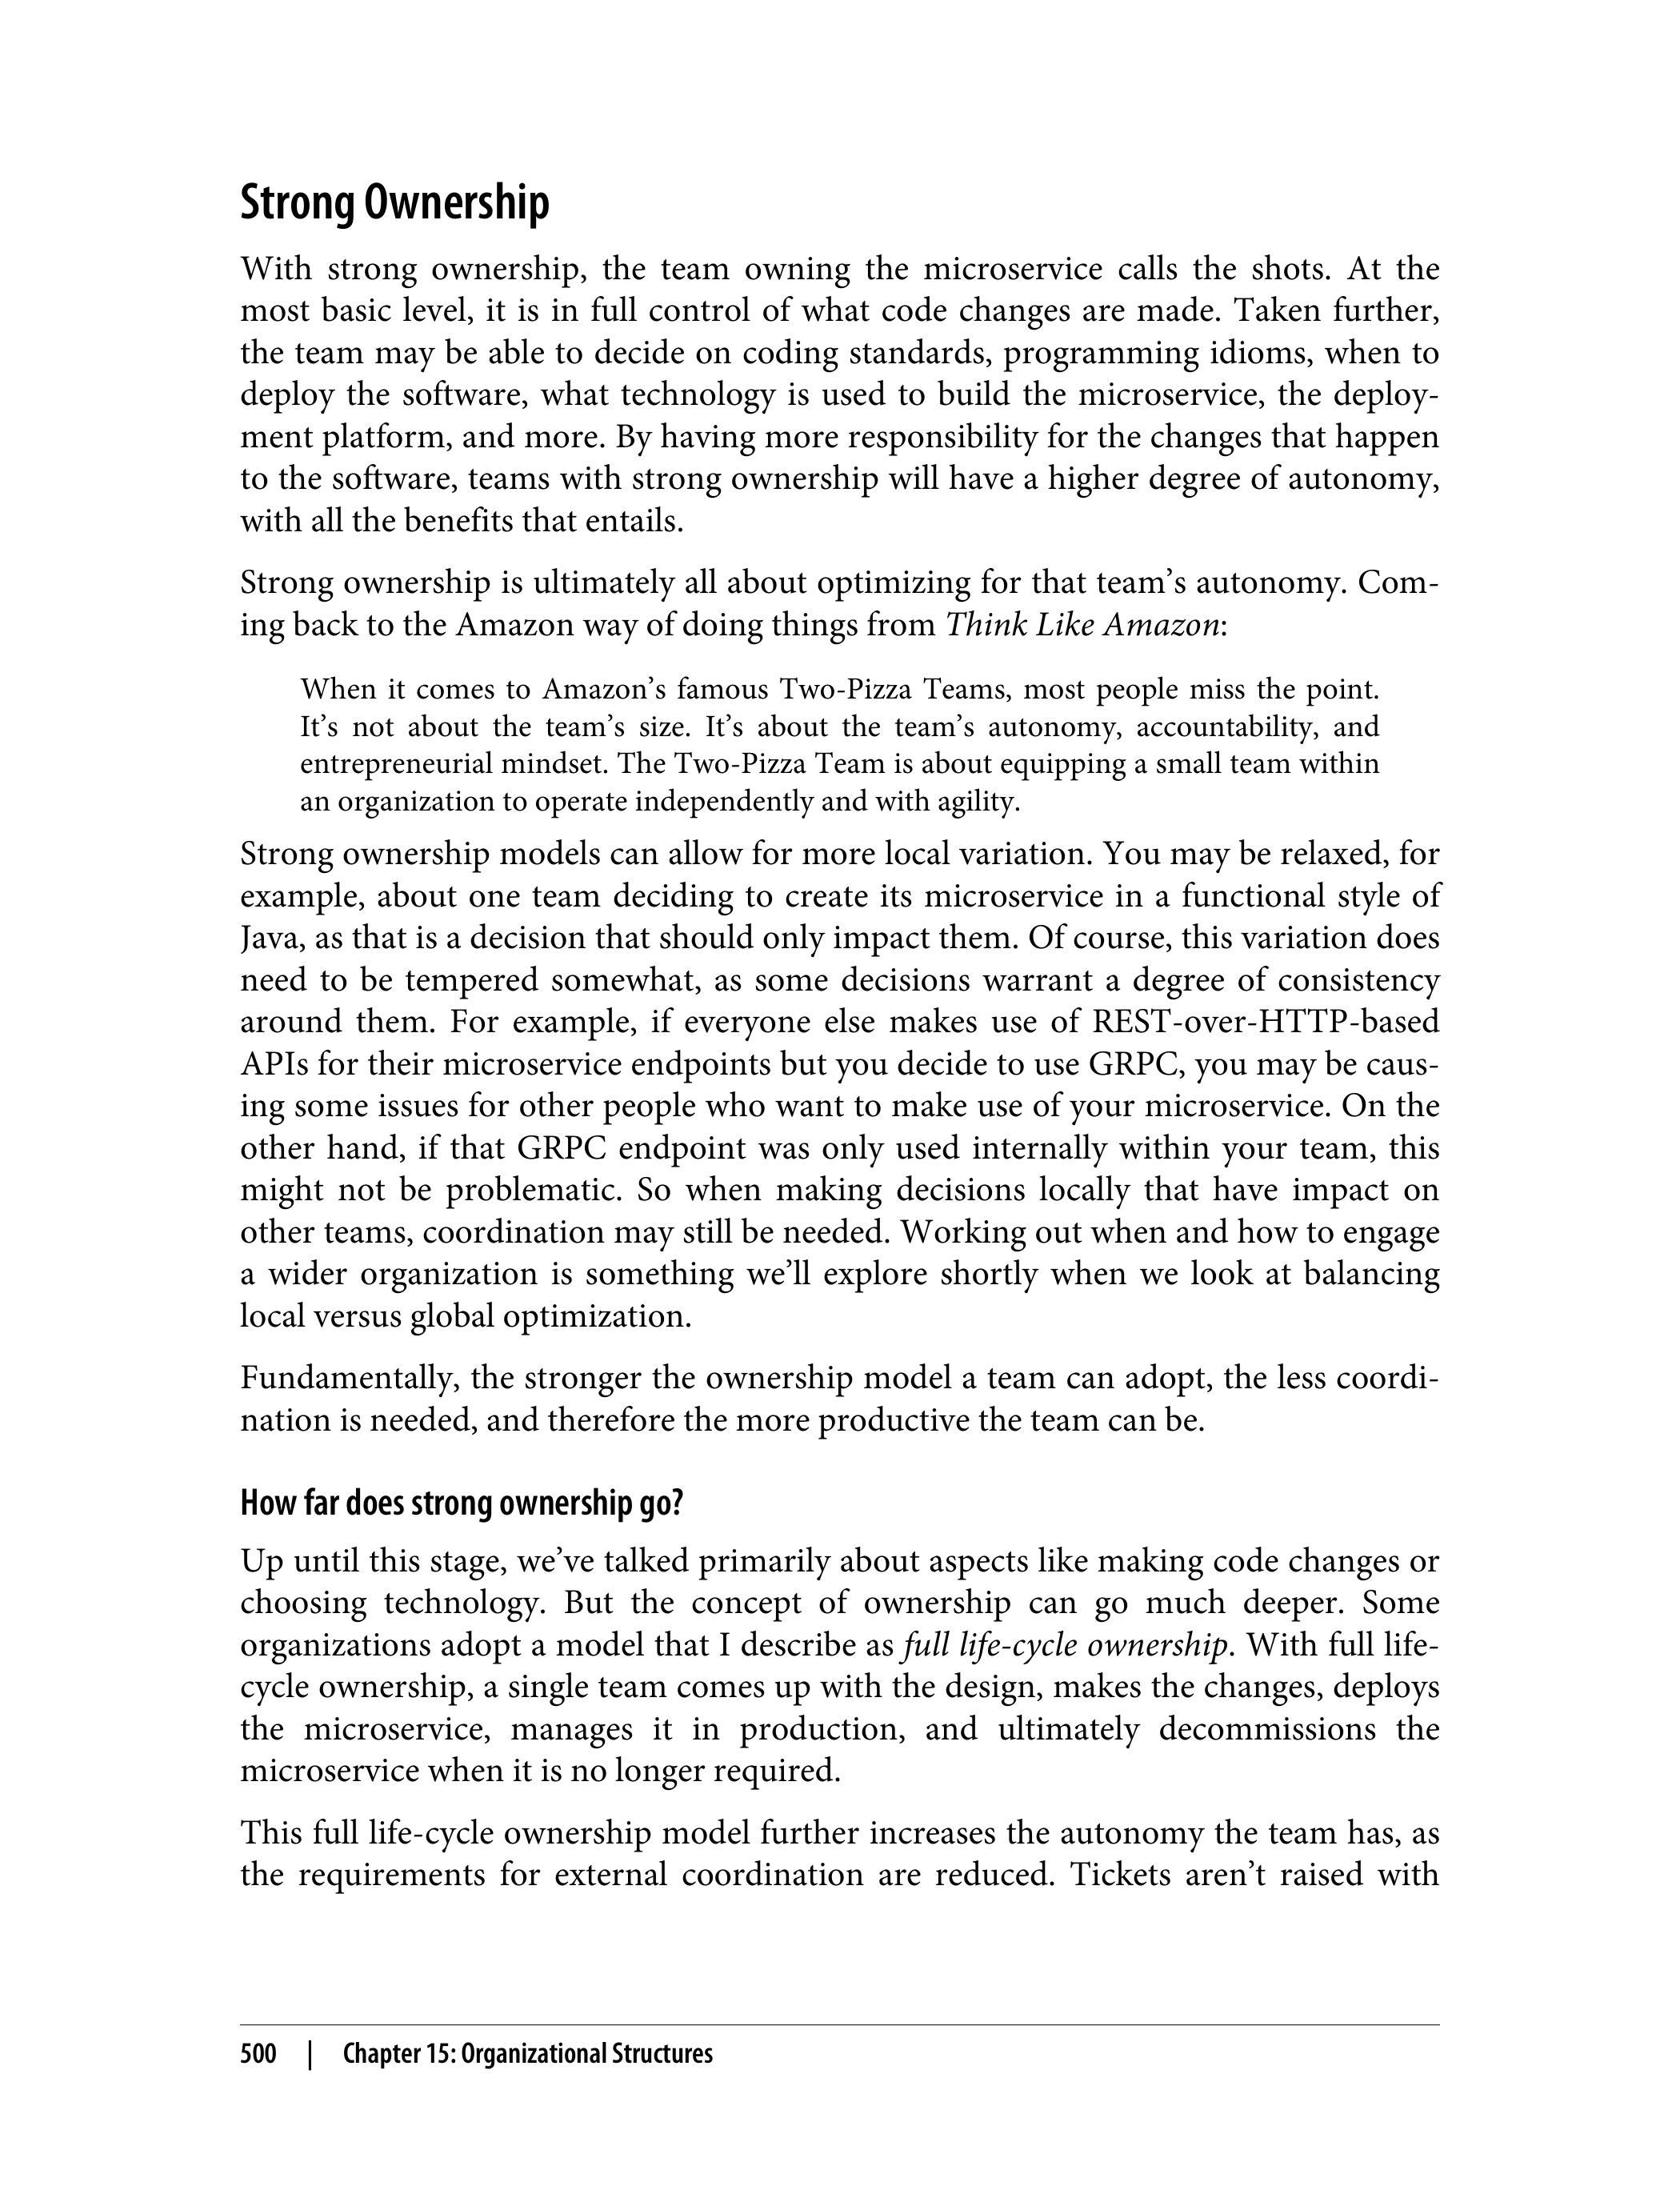 Strong Ownership
With strong ownership, the team owning the microservice calls the shots. At the
most basic level, it is in full control of what code changes are made. Taken further,
the team may be able to decide on coding standards, programming idioms, when to
deploy the software, what technology is used to build the microservice, the deploy-
ment platform, and more. By having more responsibility for the changes that happen
to the software, teams with strong ownership will have a higher degree of autonomy,
with all the benefits that entails.
Strong ownership is ultimately all about optimizing for that team’s autonomy. Com-
ing back to the Amazon way of doing things from Think Like Amazon:
When it comes to Amazon’s famous Two-Pizza Teams, most people miss the point.
It’s not about the team’s size. It’s about the team’s autonomy, accountability, and
entrepreneurial mindset. The Two-Pizza Team is about equipping a small team within
an organization to operate independently and with agility.
Strong ownership models can allow for more local variation. You may be relaxed, for
example, about one team deciding to create its microservice in a functional style of
Java, as that is a decision that should only impact them. Of course, this variation does
need to be tempered somewhat, as some decisions warrant a degree of consistency
around them. For example, if everyone else makes use of REST-over-HTTP-based
APIs for their microservice endpoints but you decide to use GRPC, you may be caus-
ing some issues for other people who want to make use of your microservice. On the
other hand, if that GRPC endpoint was only used internally within your team, this
might not be problematic. So when making decisions locally that have impact on
other teams, coordination may still be needed. Working out when and how to engage
a wider organization is something we’ll explore shortly when we look at balancing
local versus global optimization.
Fundamentally, the stronger the ownership model a team can adopt, the less coordi-
nation is needed, and therefore the more productive the team can be.
How far does strong ownership go?
Up until this stage, we’ve talked primarily about aspects like making code changes or
choosing technology. But the concept of ownership can go much deeper. Some
organizations adopt a model that I describe as full life-cycle ownership. With full life-
cycle ownership, a single team comes up with the design, makes the changes, deploys
the microservice, manages it in production, and ultimately decommissions the
microservice when it is no longer required.
This full life-cycle ownership model further increases the autonomy the team has, as
the requirements for external coordination are reduced. Tickets aren’t raised with
500 | Chapter 15: Organizational Structures